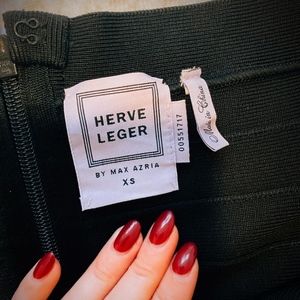 HERVE
LEGER
BY MAX AZRIA
XS
00551717
Made in China